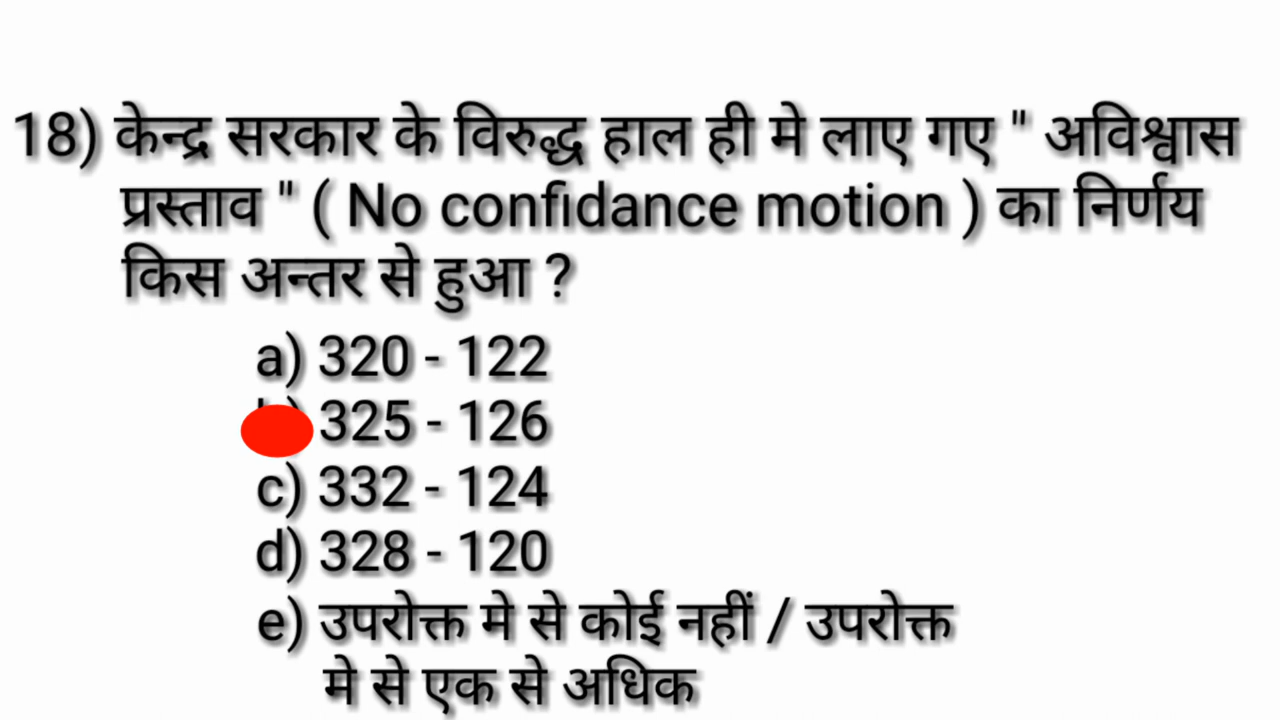 18) केन्द्र सरकार के विरुद्ध हाल ही मे लाए गए " अविश्वास
प्रस्ताव " ( No confidance motion ) का निर्णय
किस अन्तर से हुआ ?
a) 320 - 122
325 - 126
c) 332 - 124
d) 328 - 120
e) उपरोक्त मे से कोई नहीं / उपरोक्त
मे से एक से अधिक